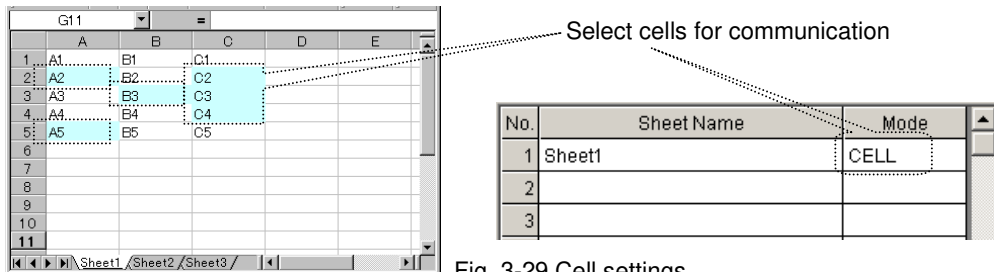 G11 =
Select cells for communication
A B C D E
1 A1 B1 C1
2 A2 B2 C2
3 A3 B3 C3
4 A4 B4 C4
5 A5 B5 C5
6
7
8
9
10
11
Sheet1 Sheet2 Sheet3
No. Sheet Name Mode
1 Sheet1 CELL
2
3
Fig. 3-29 Cell settings